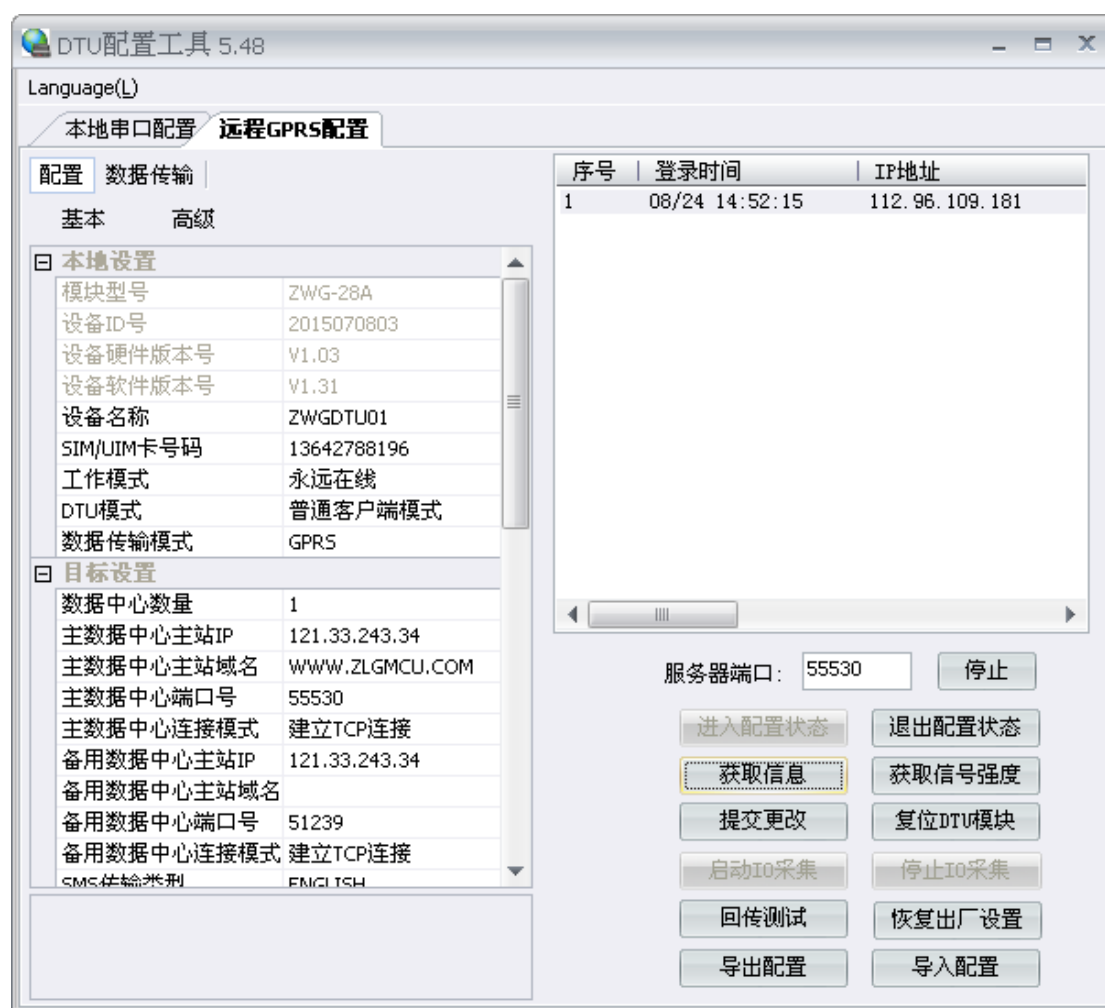 DTU配置工具 5.48
Language(L)
本地串口配置 远程GPRS配置
配置 数据传输
基本 高级
本地设置
模块型号 ZWG-28A
设备ID号 2015070803
设备硬件版本号 V1.03
设备软件版本号 V1.31
设备名称 ZWGDTU01
SIM/UIM卡号码 13642788196
工作模式 永远在线
DTU模式 普通客户端模式
数据传输模式 GPRS
目标设置
数据中心数量 1
主数据中心主站IP 121.33.243.34
主数据中心主站域名 WWW.ZLGMCU.COM
主数据中心端口号 55530
主数据中心连接模式 建立TCP连接
备用数据中心主站IP 121.33.243.34
备用数据中心主站域名
备用数据中心端口号 51239
备用数据中心连接模式 建立TCP连接
SMS传输类型 ENGLISH
序号 登录时间 IP地址
1 08/24 14:52:15 112.96.109.181
服务器端口: 55530 停止
进入配置状态 退出配置状态
获取信息 获取信号强度
提交更改 复位DTU模块
启动IO采集 停止IO采集
回传测试 恢复出厂设置
导出配置 导入配置